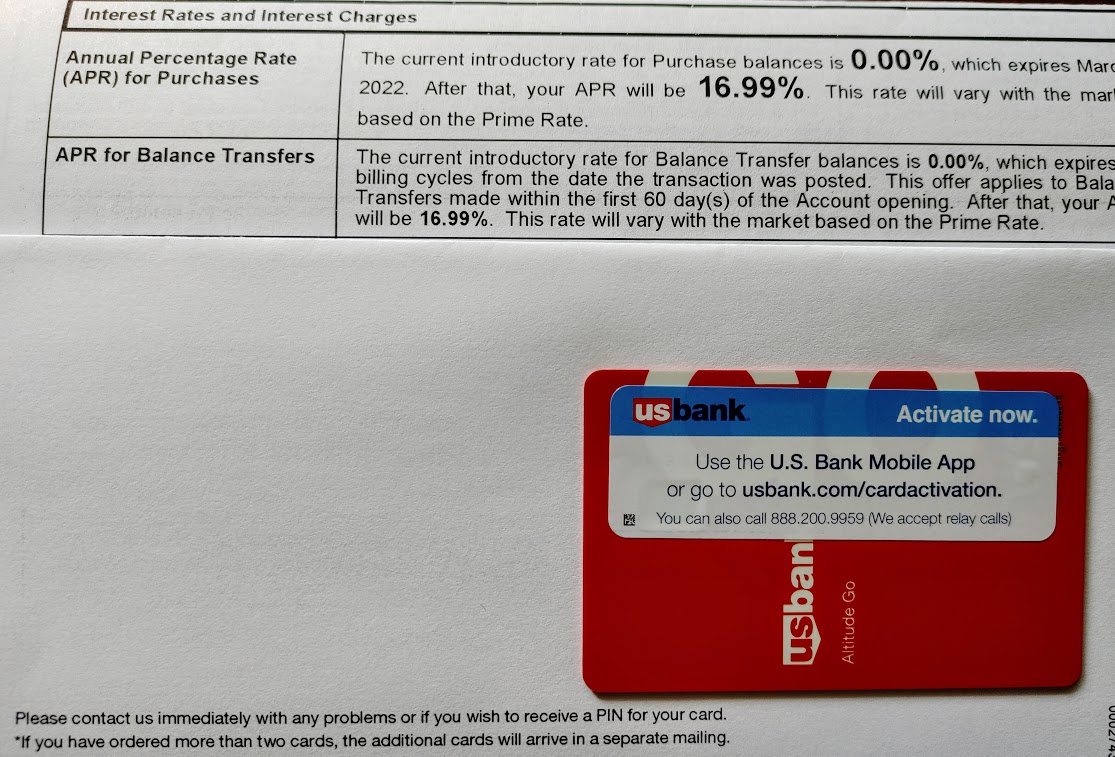 Interest Rates and Interest Charges
Annual Percentage Rate
(APR) for Purchases
The current introductory rate for Purchase balances is 0.00%, which expires
2022. After that, your APR will be 16.99%. This rate will vary with the
based on the Prime Rate.
APR for Balance Transfers
The current introductory rate for Balance Transfer balances is 0.00%, which expires
billing cycles from the date the transaction was posted. This offer applies to
Transfers made within the first 60 day(s) of the Account opening. After that, your
will be 16.99%. This rate will vary with the market based on the Prime Rate.
usbank
Activate now.
Use the U.S. Bank Mobile App
or go to usbank.com/cardactivation.
You can also call 888.200.9959 (We accept relay calls)
usbank
Altitude Go
Please contact us immediately with any problems or if you wish to receive a PIN for your card.
*If you have ordered more than two cards, the additional cards will arrive in a separate mailing.